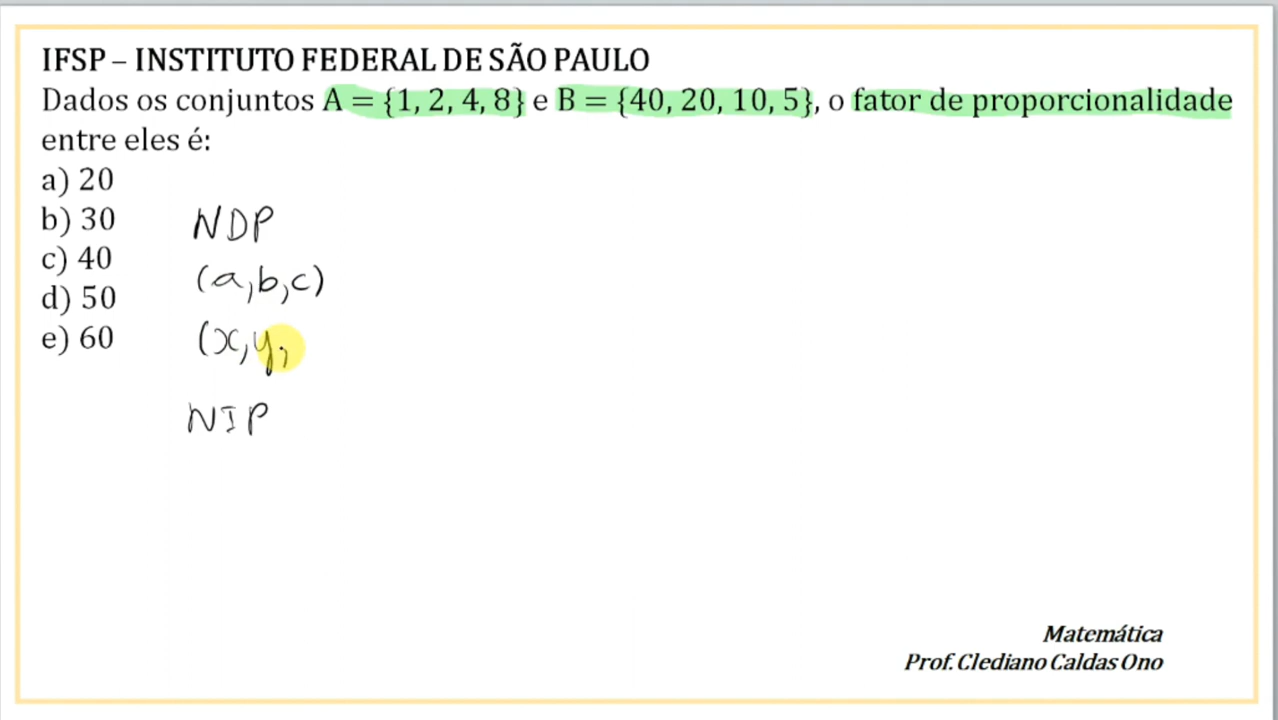 IFSP – INSTITUTO FEDERAL DE SÃO PAULO
Dados os conjuntos A = {1, 2, 4, 8} e B = {40, 20, 10, 5}, o fator de proporcionalidade
entre eles é:
a) 20
b) 30
c) 40
d) 50
e) 60
NDP
(a,b,c)
(x,y,
NIP
Matemática
Prof. Clediano Caldas Ono